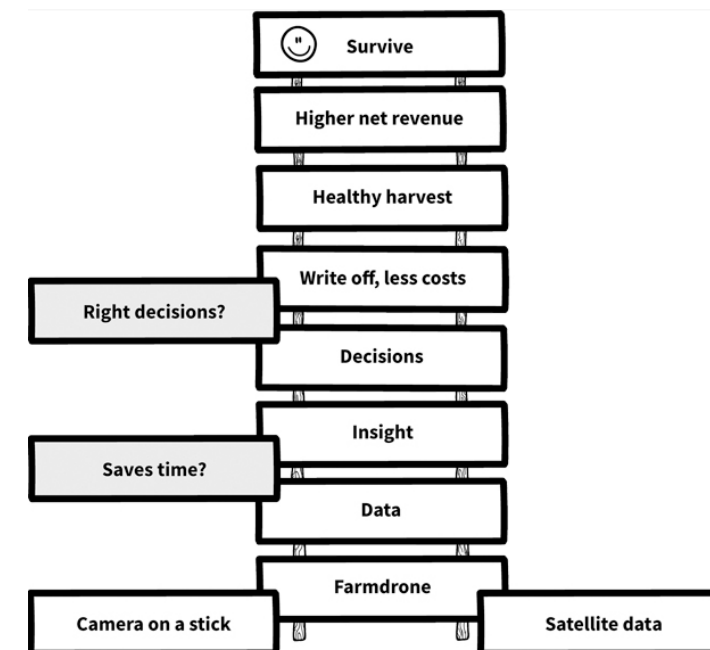 Survive
Higher net revenue
Healthy harvest
Write off, less costs
Right decisions?
Decisions
Insight
Saves time?
Data
Farmdrone
Camera on a stick
Satellite data